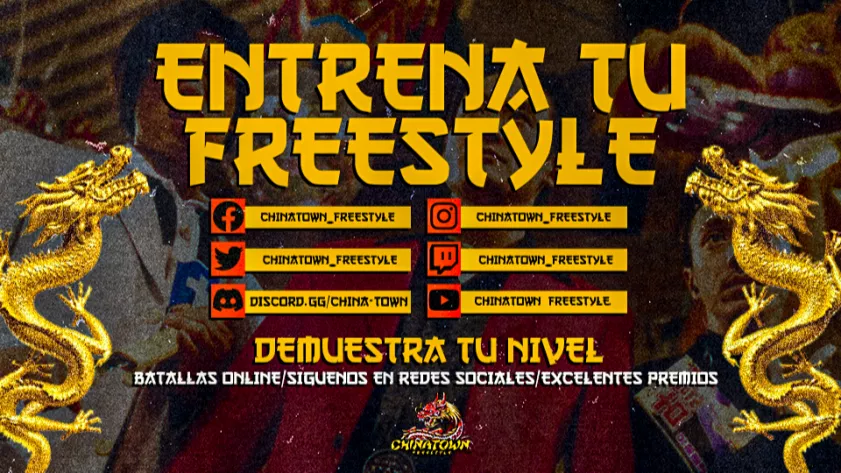 ENTRENA TU
FREESTYLE
CHINATOWN_FREESTYLE
CHINATOWN_FREESTYLE
CHINATOWN_FREESTYLE
CHINATOWN_FREESTYLE
DISCORD.GG/CHINA-TOWN
CHINATOWN FREESTYLE
DEMUESTRA TU NIVEL
BATALLAS ONLINE/SIGUENOS EN REDES SOCIALES/EXCELENTES PREMIOS
CHINATOWN
FREESTYLE